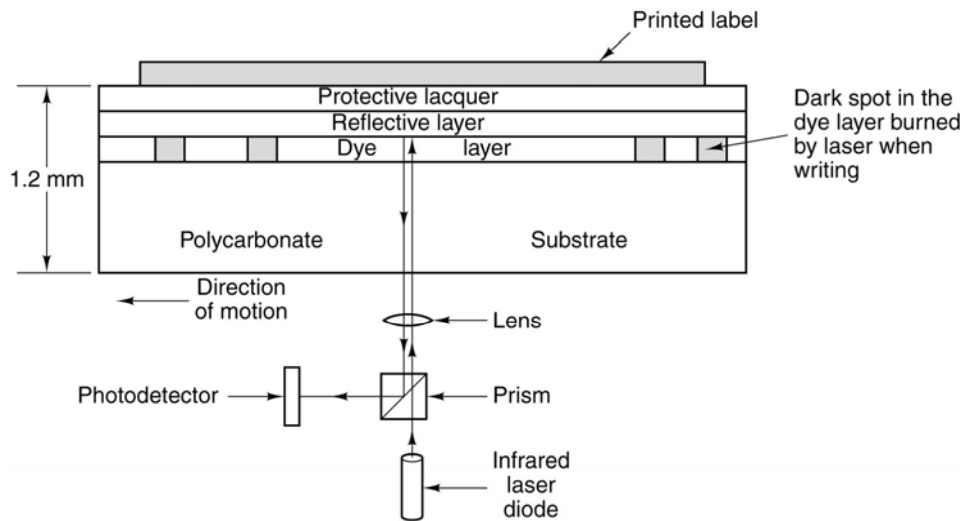 Printed label
Protective lacquer
Reflective layer
Dye layer
Dark spot in the
dye layer burned
by laser when
writing
1.2 mm
Polycarbonate Substrate
Direction
of motion
Lens
Photodetector
Prism
Infrared
laser
diode